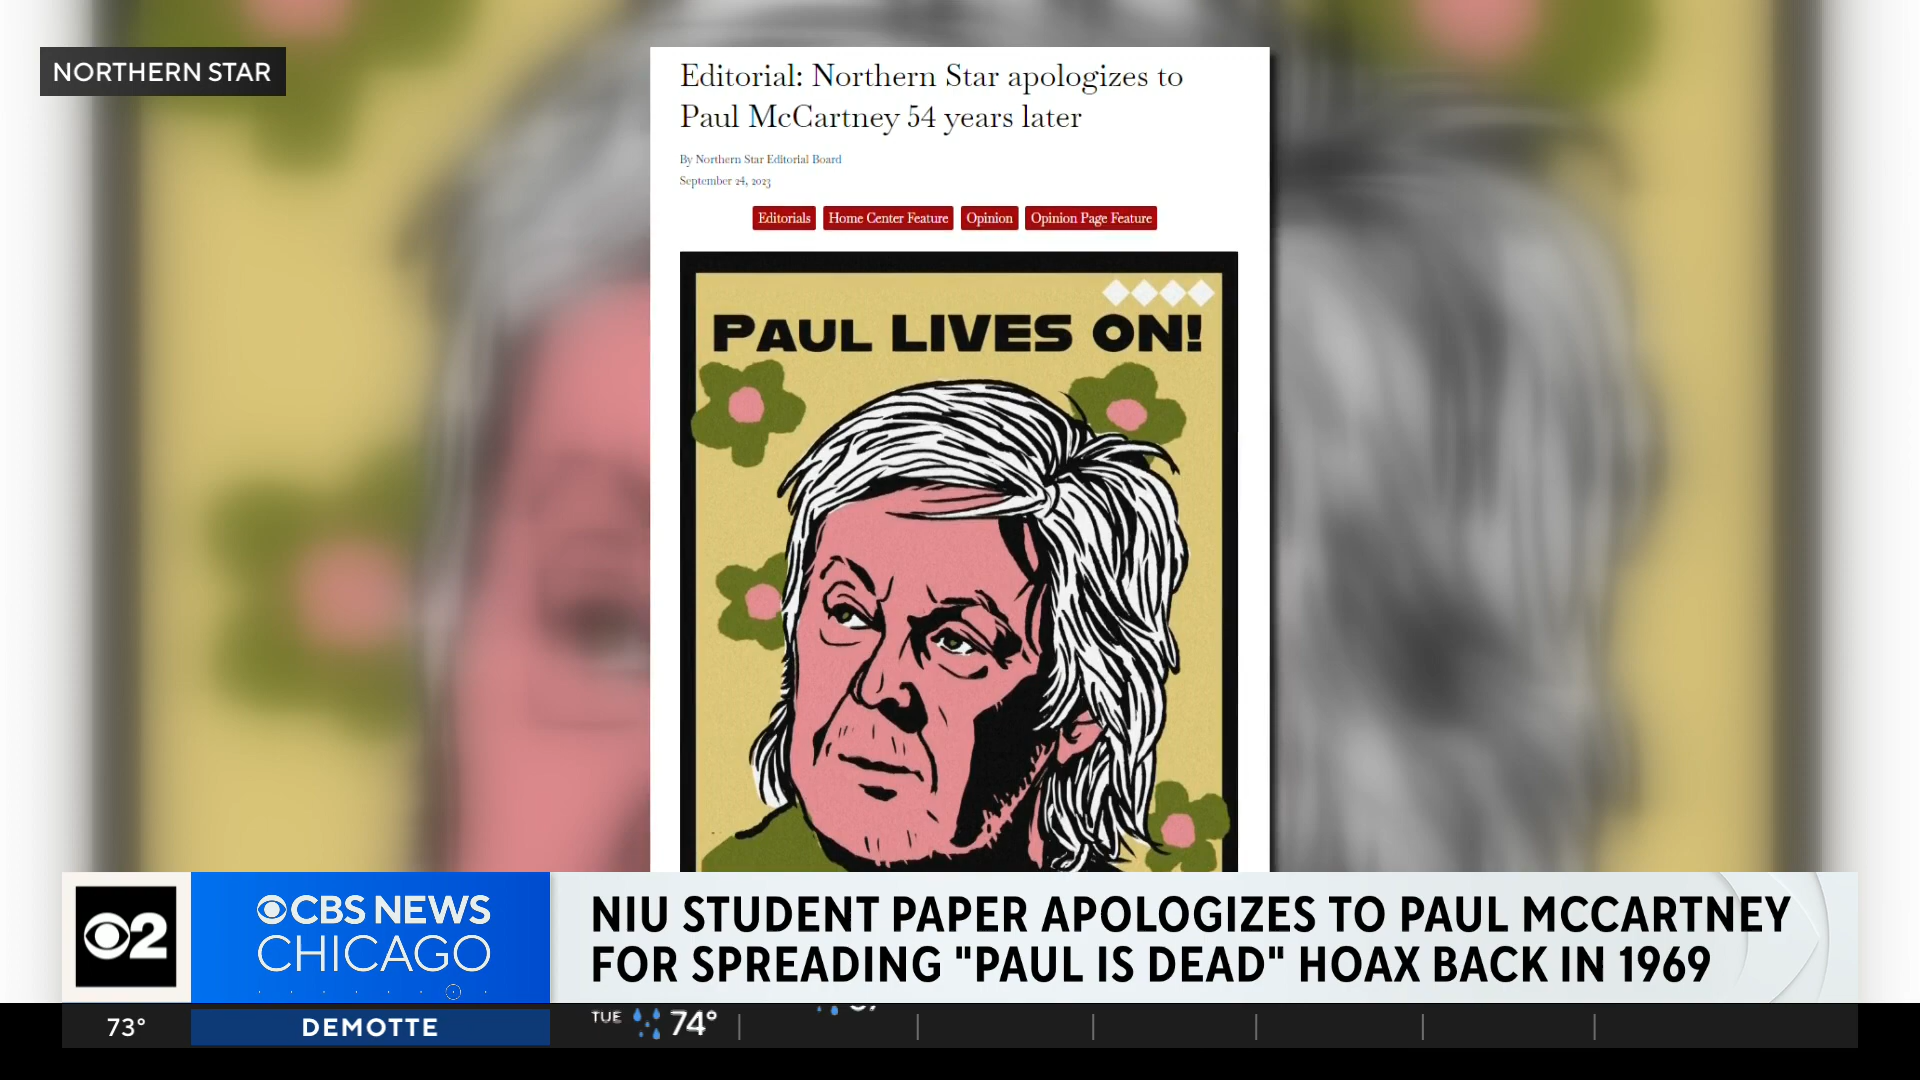 NORTHERN STAR
Editorial: Northern Star apologizes to
Paul McCartney 54 years later
By Northern Star Editorial Board
September 24, 2023
Editorials Home Center Feature Opinion Opinion Page Feature
PAUL LIVES ON!
2 CBS NEWS
CHICAGO
NIU STUDENT PAPER APOLOGIZES TO PAUL MCCARTNEY
FOR SPREADING "PAUL IS DEAD" HOAX BACK IN 1969
73° DEMOTTE TUE 74°